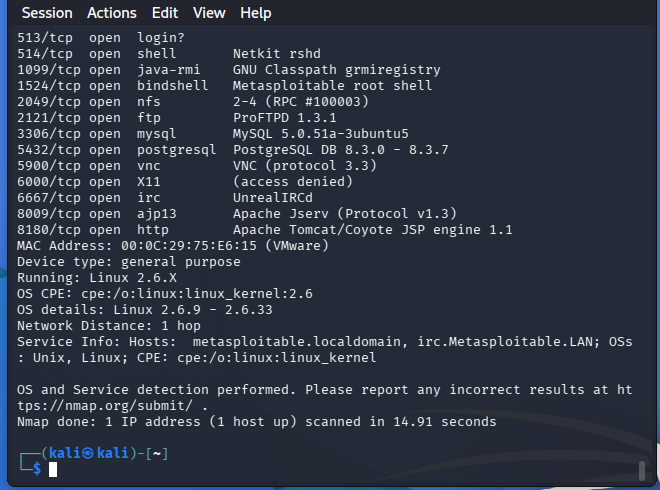 Session Actions Edit View Help
513/tcp open login?
514/tcp open shell Netkit rshd
1099/tcp open java-rmi GNU Classpath grmiregistry
1524/tcp open bindshell Metasploitable root shell
2049/tcp open nfs 2-4 (RPC #100003)
2121/tcp open ftp ProFTPD 1.3.1
3306/tcp open mysql MySQL 5.0.51a-3ubuntu5
5432/tcp open postgresql PostgreSQL DB 8.3.0 - 8.3.7
5900/tcp open vnc VNC (protocol 3.3)
6000/tcp open X11 (access denied)
6667/tcp open irc UnrealIRCd
8009/tcp open ajp13 Apache Jserv (Protocol v1.3)
8180/tcp open http Apache Tomcat/Coyote JSP engine 1.1
MAC Address: 00:0C:29:75:E6:15 (VMware)
Device type: general purpose
Running: Linux 2.6.X
OS CPE: cpe:/o:linux:linux_kernel:2.6
OS details: Linux 2.6.9 - 2.6.33
Network Distance: 1 hop
Service Info: Hosts:  metasploitable.localdomain, irc.Metasploitable.LAN; OSs
: Unix, Linux; CPE: cpe:/o:linux:linux_kernel
OS and Service detection performed. Please report any incorrect results at ht
tps://nmap.org/submit/ .
Nmap done: 1 IP address (1 host up) scanned in 14.91 seconds
┌──(kali㉿kali)-[~]
└─$